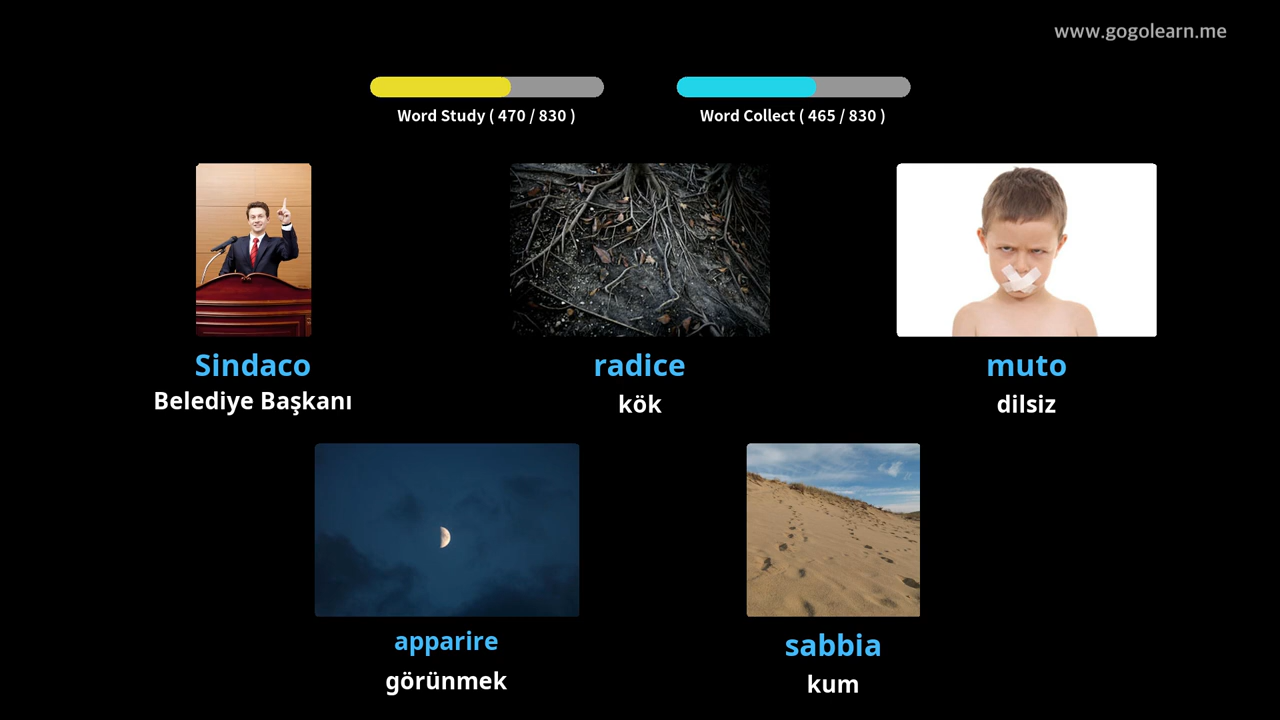 www.gogolearn.me
Word Study ( 470 / 830 )
Word Collect ( 465 / 830 )
Sindaco
Belediye Başkanı
radice
kök
muto
dilsiz
apparire
görünmek
sabbia
kum